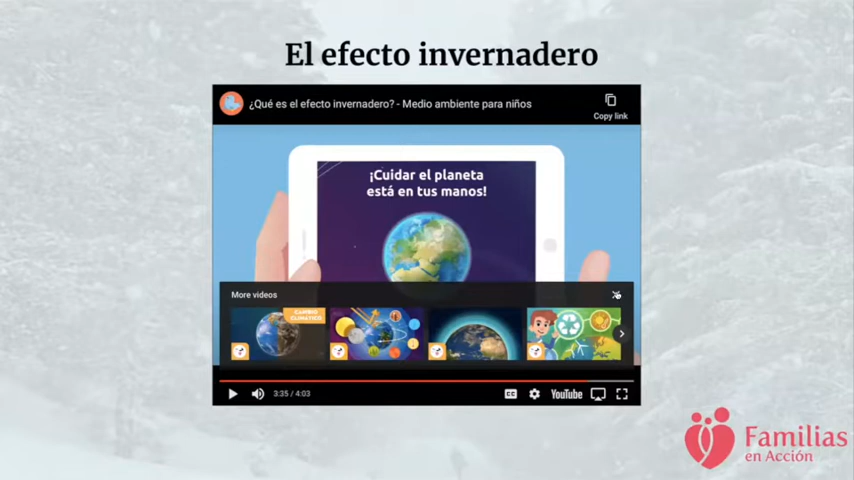 El efecto invernadero
¿Qué es el efecto invernadero? - Medio ambiente para niños
Copy link
¡Cuidar el planeta
está en tus manos!
More videos
CAMBIO
CLIMÁTICO
3:35 / 4:03
CC
YouTube
Familias
en Acción